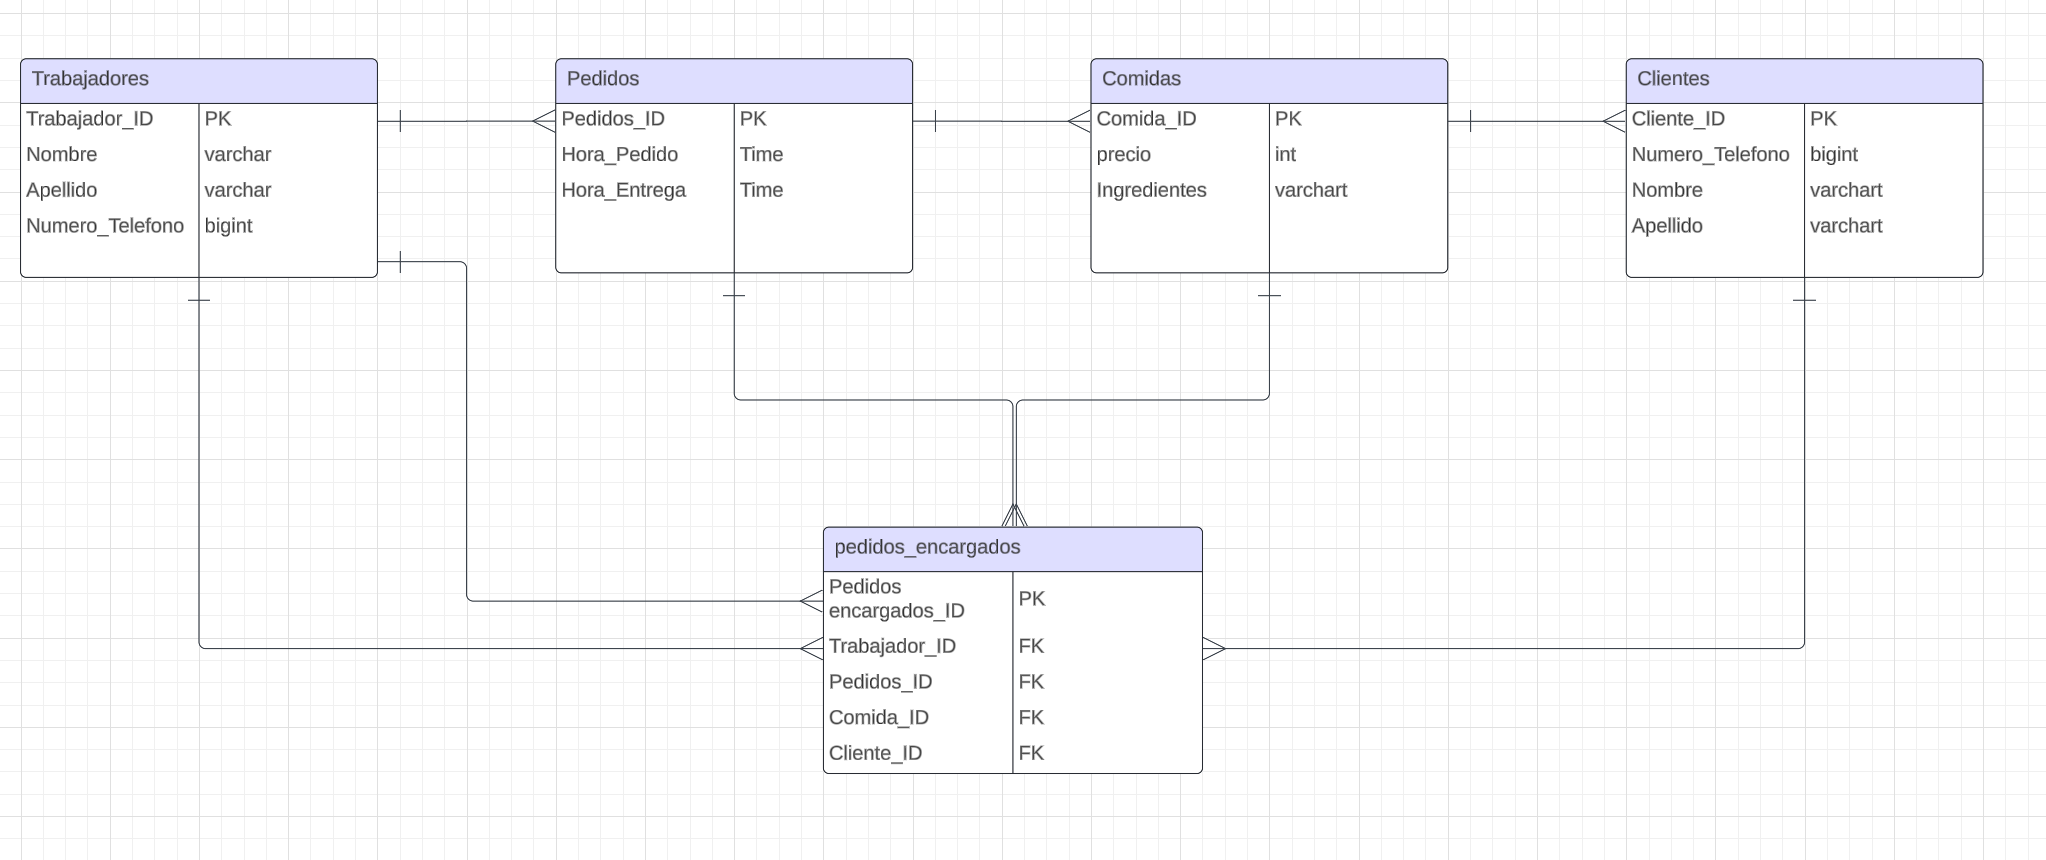 Trabajadores
Trabajador_ID PK
Nombre varchar
Apellido varchar
Numero_Telefono bigint
Pedidos
Pedidos_ID PK
Hora_Pedido Time
Hora_Entrega Time
Comidas
Comida_ID PK
precio int
Ingredientes varchart
Clientes
Cliente_ID PK
Numero_Telefono bigint
Nombre varchart
Apellido varchart
pedidos_encargados
Pedidos
encargados_ID PK
Trabajador_ID FK
Pedidos_ID FK
Comida_ID FK
Cliente_ID FK